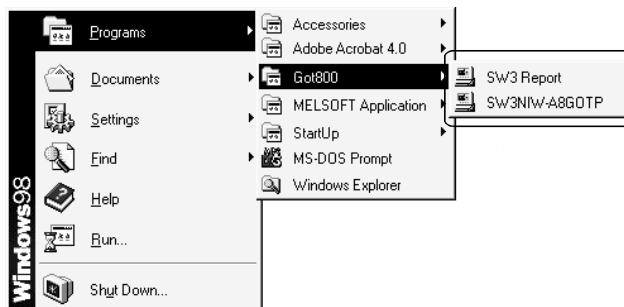 Windows98
Programs
Documents
Settings
Find
Help
Run...
Shut Down...
Accessories
Adobe Acrobat 4.0
Got800
MELSOFT Application
StartUp
MS-DOS Prompt
Windows Explorer
SW3 Report
SW3NIW-A8GOTP